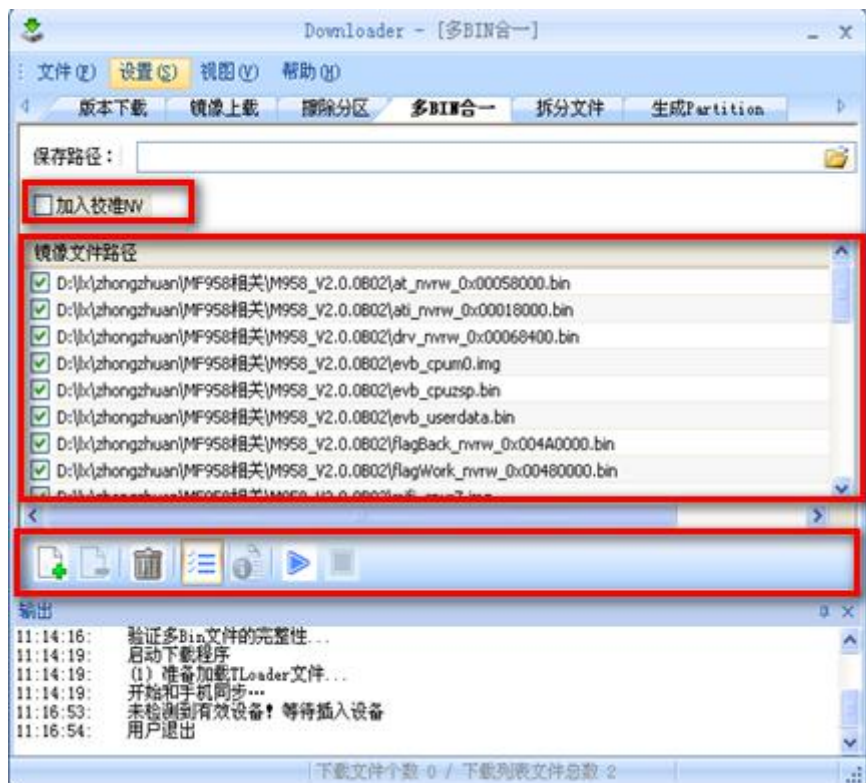 Downloader - [多BIN合一]
文件(F) 设置(S) 视图(V) 帮助(H)
版本下载 镜像上载 擦除分区 多BIN合一 拆分文件 生成Partition
保存路径：
加入校准NV
镜像文件路径
D:\lx\zhongzhuan\MF958相关\M958_V2.0.0B02\at_nvrw_0x00058000.bin
D:\lx\zhongzhuan\MF958相关\M958_V2.0.0B02\ati_nvrw_0x00018000.bin
D:\lx\zhongzhuan\MF958相关\M958_V2.0.0B02\drv_nvrw_0x00068400.bin
D:\lx\zhongzhuan\MF958相关\M958_V2.0.0B02\evb_cpum0.img
D:\lx\zhongzhuan\MF958相关\M958_V2.0.0B02\evb_cpuzsp.bin
D:\lx\zhongzhuan\MF958相关\M958_V2.0.0B02\evb_userdata.bin
D:\lx\zhongzhuan\MF958相关\M958_V2.0.0B02\flagBack_nvrw_0x004A0000.bin
D:\lx\zhongzhuan\MF958相关\M958_V2.0.0B02\flagWork_nvrw_0x00480000.bin
输出
11:14:16: 验证多Bin文件的完整性...
11:14:19: 启动下载程序
11:14:19: (1) 准备加载TLoader文件...
11:14:19: 开始和手机同步…
11:16:53: 未检测到有效设备！等待插入设备
11:16:54: 用户退出
下载文件个数 0 / 下载列表文件总数 2